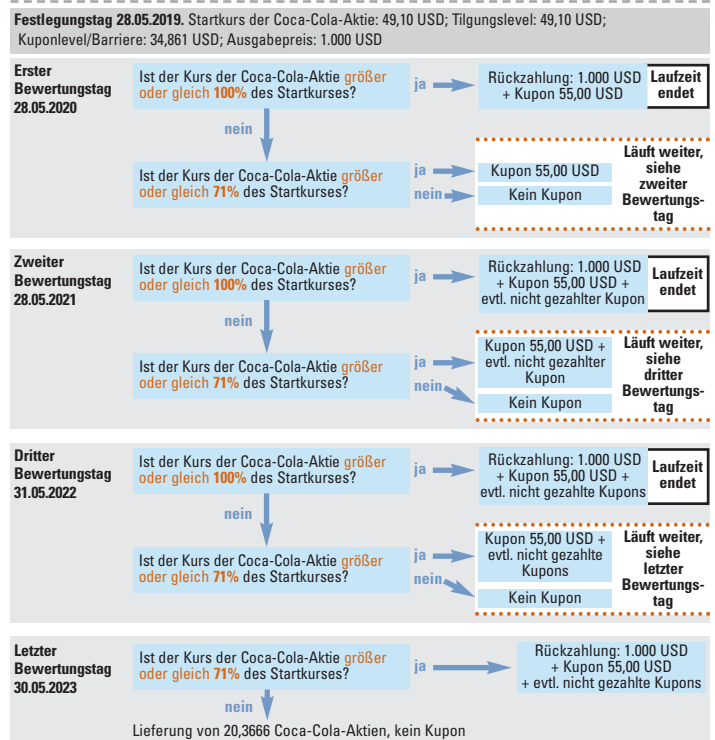 Festlegungstag 28.05.2019. Startkurs der Coca-Cola-Aktie: 49,10 USD; Tilgungslevel: 49,10 USD;
Kuponlevel/Barriere: 34,861 USD; Ausgabepreis: 1.000 USD
Erster
Bewertungstag
28.05.2020
Ist der Kurs der Coca-Cola-Aktie größer
oder gleich 100% des Startkurses?
ja
Rückzahlung: 1.000 USD
+ Kupon 55,00 USD
Laufzeit
endet
nein
Ist der Kurs der Coca-Cola-Aktie größer
oder gleich 71% des Startkurses?
ja
Kupon 55,00 USD
nein
Kein Kupon
Läuft weiter,
siehe
zweiter
Bewertungs-
tag
Zweiter
Bewertungstag
28.05.2021
Ist der Kurs der Coca-Cola-Aktie größer
oder gleich 100% des Startkurses?
ja
Rückzahlung: 1.000 USD
+ Kupon 55,00 USD +
evtl. nicht gezahlter Kupon
Laufzeit
endet
nein
Ist der Kurs der Coca-Cola-Aktie größer
oder gleich 71% des Startkurses?
ja
Kupon 55,00 USD +
evtl. nicht gezahlter
Kupon
nein
Kein Kupon
Läuft weiter,
siehe
dritter
Bewertungs-
tag
Dritter
Bewertungstag
31.05.2022
Ist der Kurs der Coca-Cola-Aktie größer
oder gleich 100% des Startkurses?
ja
Rückzahlung: 1.000 USD
+ Kupon 55,00 USD +
evtl. nicht gezahlte Kupons
Laufzeit
endet
nein
Ist der Kurs der Coca-Cola-Aktie größer
oder gleich 71% des Startkurses?
ja
Kupon 55,00 USD +
evtl. nicht gezahlte
Kupons
nein
Kein Kupon
Läuft weiter,
siehe
letzter
Bewertungs-
tag
Letzter
Bewertungstag
30.05.2023
Ist der Kurs der Coca-Cola-Aktie größer
oder gleich 71% des Startkurses?
ja
Rückzahlung: 1.000 USD
+ Kupon 55,00 USD
+ evtl. nicht gezahlte Kupons
nein
Lieferung von 20,3666 Coca-Cola-Aktien, kein Kupon